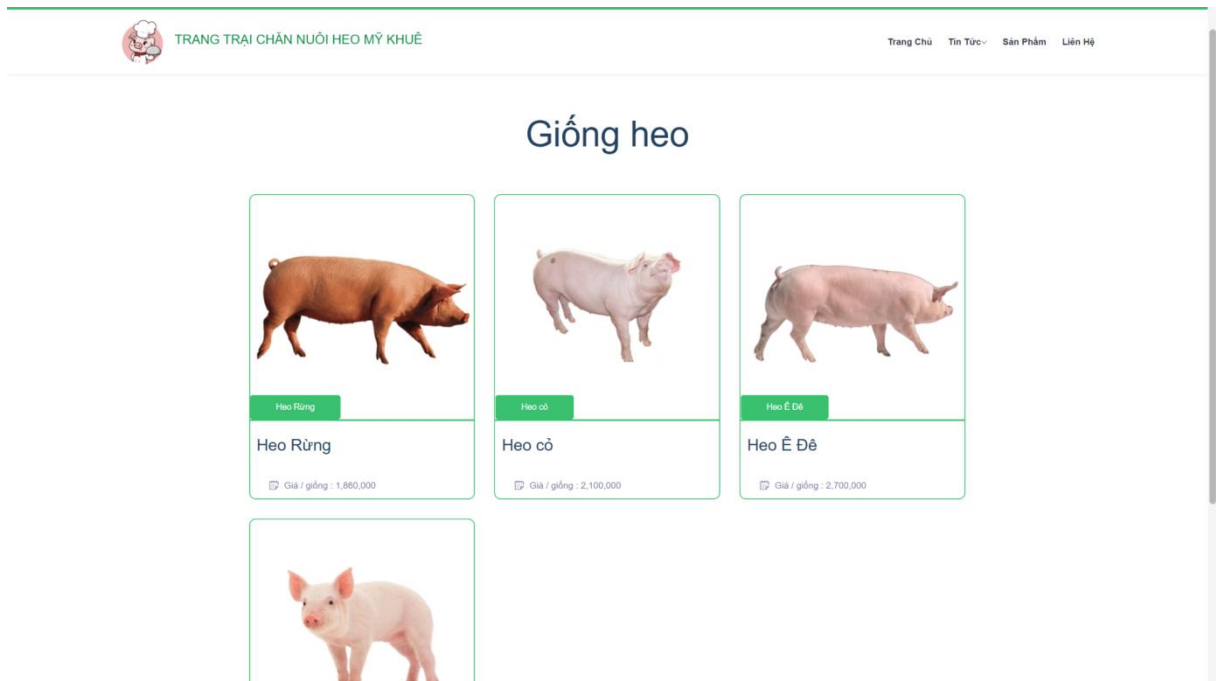 TRANG TRẠI CHĂN NUÔI HEO MỸ KHUÊ
Trang Chủ Tin Tức Sản Phẩm Liên Hệ
Giống heo
Heo Rừng Heo cỏ Heo Ê Đê
Heo Rừng Heo cỏ Heo Ê Đê
Giá / giống : 1,860,000 Giá / giống : 2,100,000 Giá / giống : 2,700,000